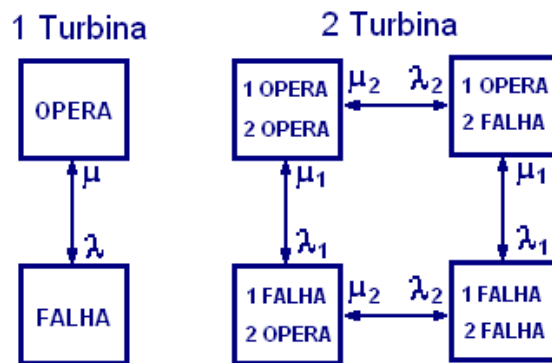 1 Turbina
OPERA
μ
λ
FALHA
2 Turbina
1 OPERA
2 OPERA
μ2 λ2
1 OPERA
2 FALHA
μ1
λ1
μ1
λ1
1 FALHA
2 OPERA
μ2 λ2
1 FALHA
2 FALHA